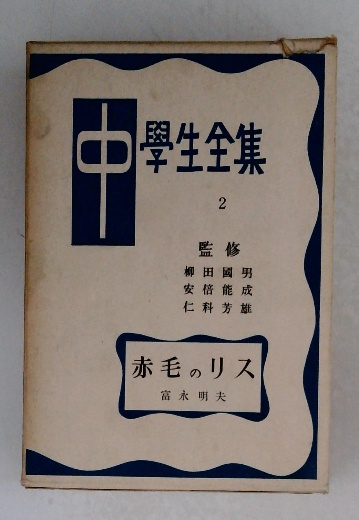 中學生全集
2
監修
柳田國男
安倍能成
仁科芳雄
赤毛のリス
富永明夫